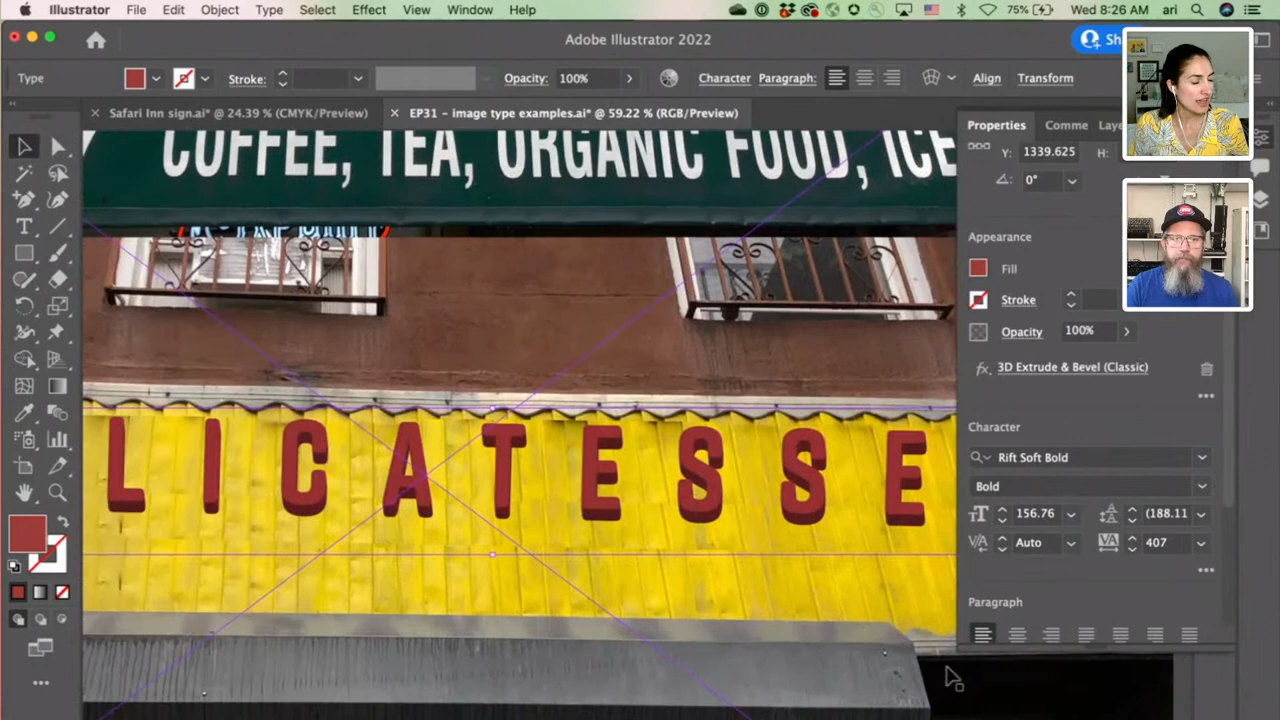 Illustrator File Edit Object Type Select Effect View Window Help 75% Wed 8:26 AM ari
Adobe Illustrator 2022
Type Stroke: Opacity: 100% Character Paragraph: Align Transform
Safari Inn sign.ai* @ 24.39 % (CMYK/Preview) EP31 - image type examples.ai* @ 59.22 % (RGB/Preview)
Properties Comme
Y: 1339.625 H:
0°
COFFEE, TEA, ORGANIC FOOD, ICE
Appearance
Fill
Stroke
Opacity 100%
fx 3D Extrude & Bevel (Classic)
Character
Rift Soft Bold
Bold
156.76 (188.11
Auto 407
Paragraph
LICATESSE